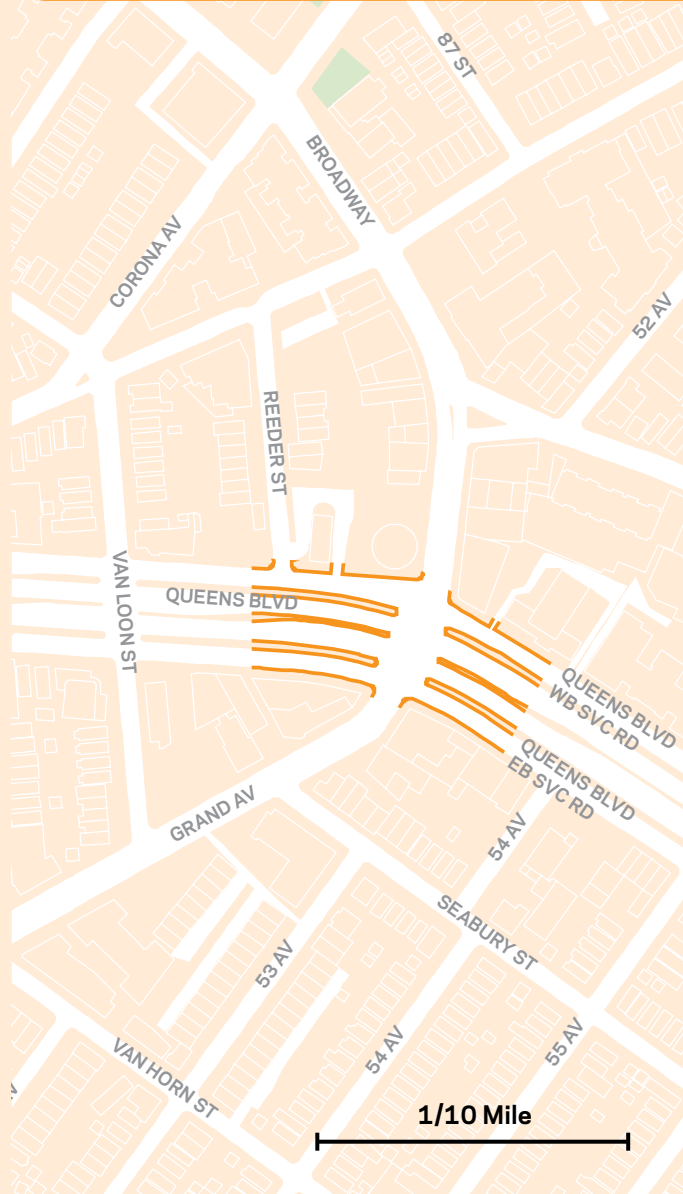 87 ST
BROADWAY
CORONA AV
52 AV
REEDER ST
VAN LOON ST
QUEENS BLVD
QUEENS BLVD
WB SVC RD
QUEENS BLVD
EB SVC RD
GRAND AV
54 AV
SEABURY ST
53 AV
54 AV
55 AV
VAN HORN ST
1/10 Mile